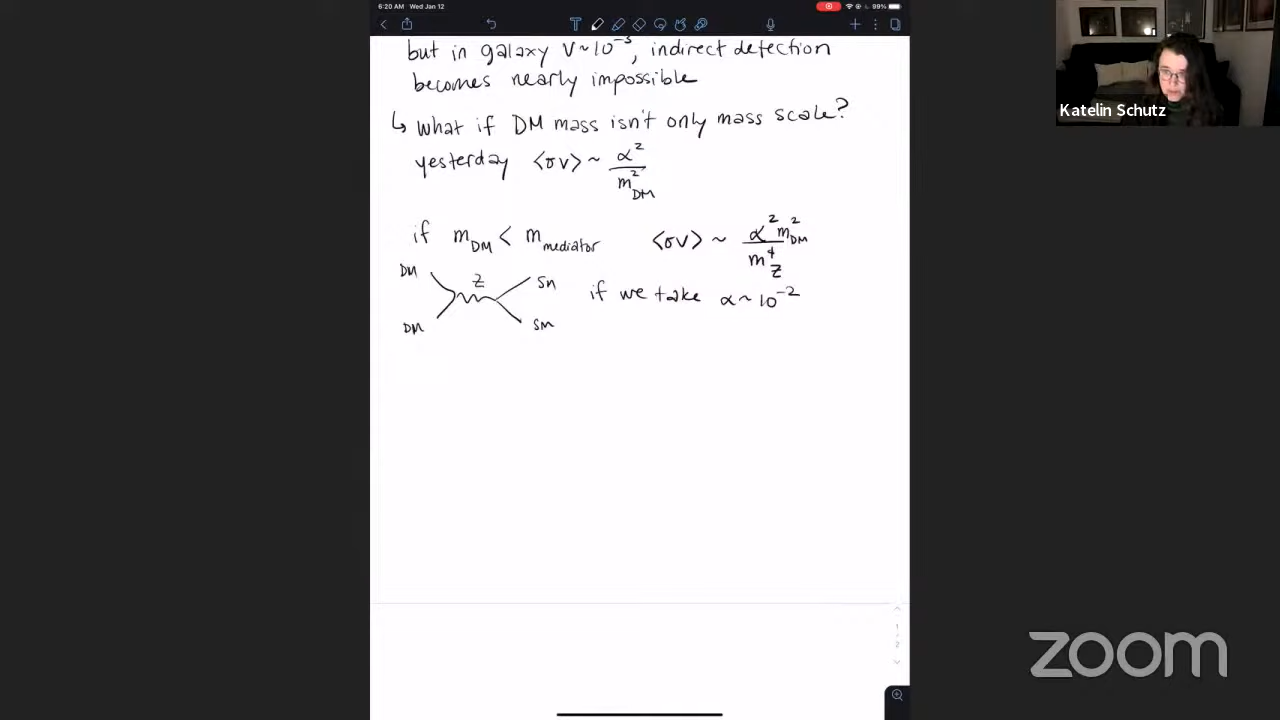 6:20 AM Wed Jan 12
99%
but in galaxy v~10⁻³, indirect detection
becomes nearly impossible
↳ What if DM mass isn't only mass scale?
yesterday <σv> ~ α²/m²_DM
if m_DM < m_mediator <σv> ~ α² m²_DM / m⁴_Z
DM Z SM
DM SM
if we take α ~ 10⁻²
Katelin Schutz
1
2
zoom